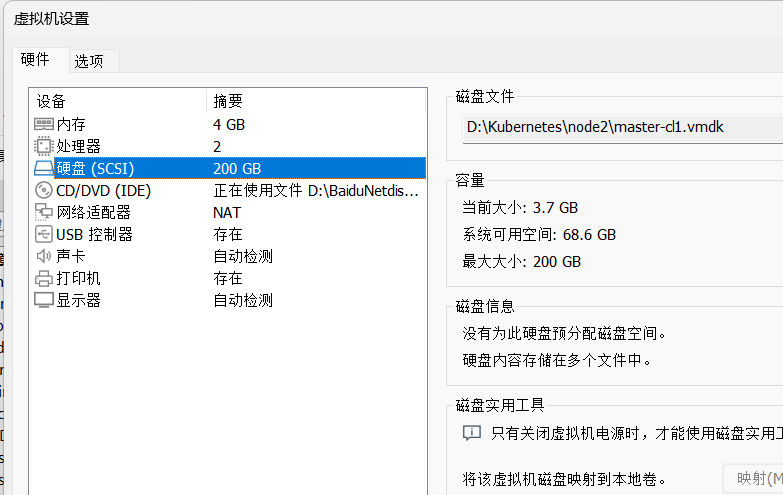 虚拟机设置
硬件 选项
设备 摘要
内存 4 GB
处理器 2
硬盘 (SCSI) 200 GB
CD/DVD (IDE) 正在使用文件 D:\BaiduNetdis...
网络适配器 NAT
USB 控制器 存在
声卡 自动检测
打印机 存在
显示器 自动检测
磁盘文件
D:\Kubernetes\node2\master-cl1.vmdk
容量
当前大小: 3.7 GB
系统可用空间: 68.6 GB
最大大小: 200 GB
磁盘信息
没有为此硬盘预分配磁盘空间。
硬盘内容存储在多个文件中。
磁盘实用工具
只有关闭虚拟机电源时，才能使用磁盘实用工
将该虚拟机磁盘映射到本地卷。 映射(M